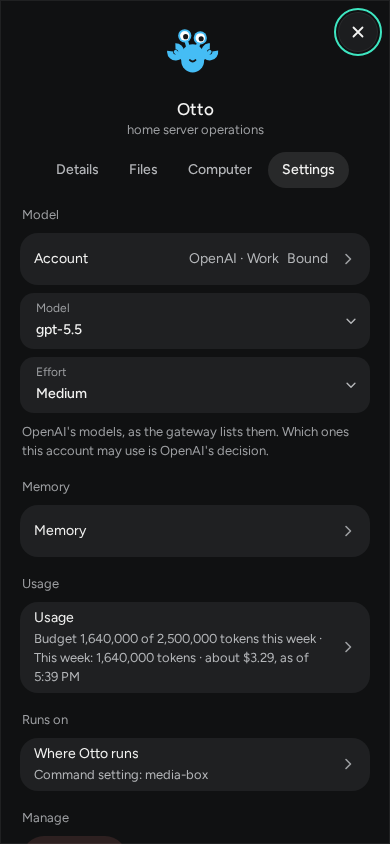 Otto
home server operations
Details Files Computer Settings
Model
Account OpenAI · Work Bound
Model
gpt-5.5
Effort
Medium
OpenAI's models, as the gateway lists them. Which ones
this account may use is OpenAI's decision.
Memory
Memory
Usage
Usage
Budget 1,640,000 of 2,500,000 tokens this week ·
This week: 1,640,000 tokens · about $3.29, as of
5:39 PM
Runs on
Where Otto runs
Command setting: media-box
Manage